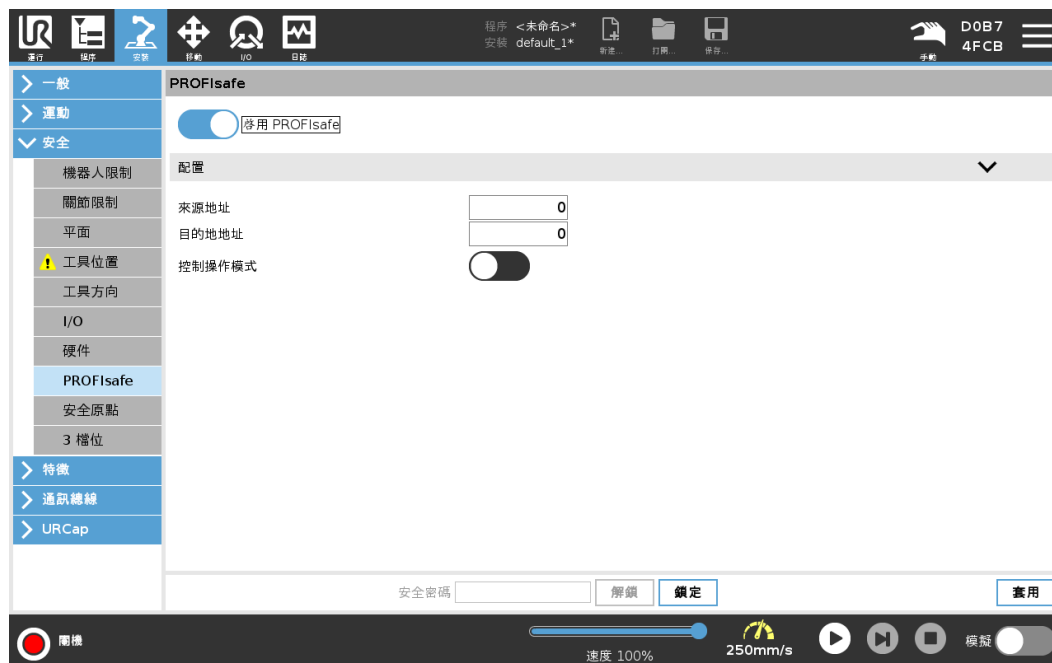 運行
程序
安裝
移動
I/O
日誌
程序 <未命名>*
安裝 default_1*
新建...
打開...
保存...
手動
D0B7
4FCB
一般
運動
安全
機器人限制
關節限制
平面
工具位置
工具方向
I/O
硬件
PROFIsafe
安全原點
3 檔位
特徵
通訊總線
URCap
PROFIsafe
啓用 PROFIsafe
配置
來源地址 0
目的地地址 0
控制操作模式
安全密碼 解鎖 鎖定 套用
關機
速度 100%
250mm/s
模擬